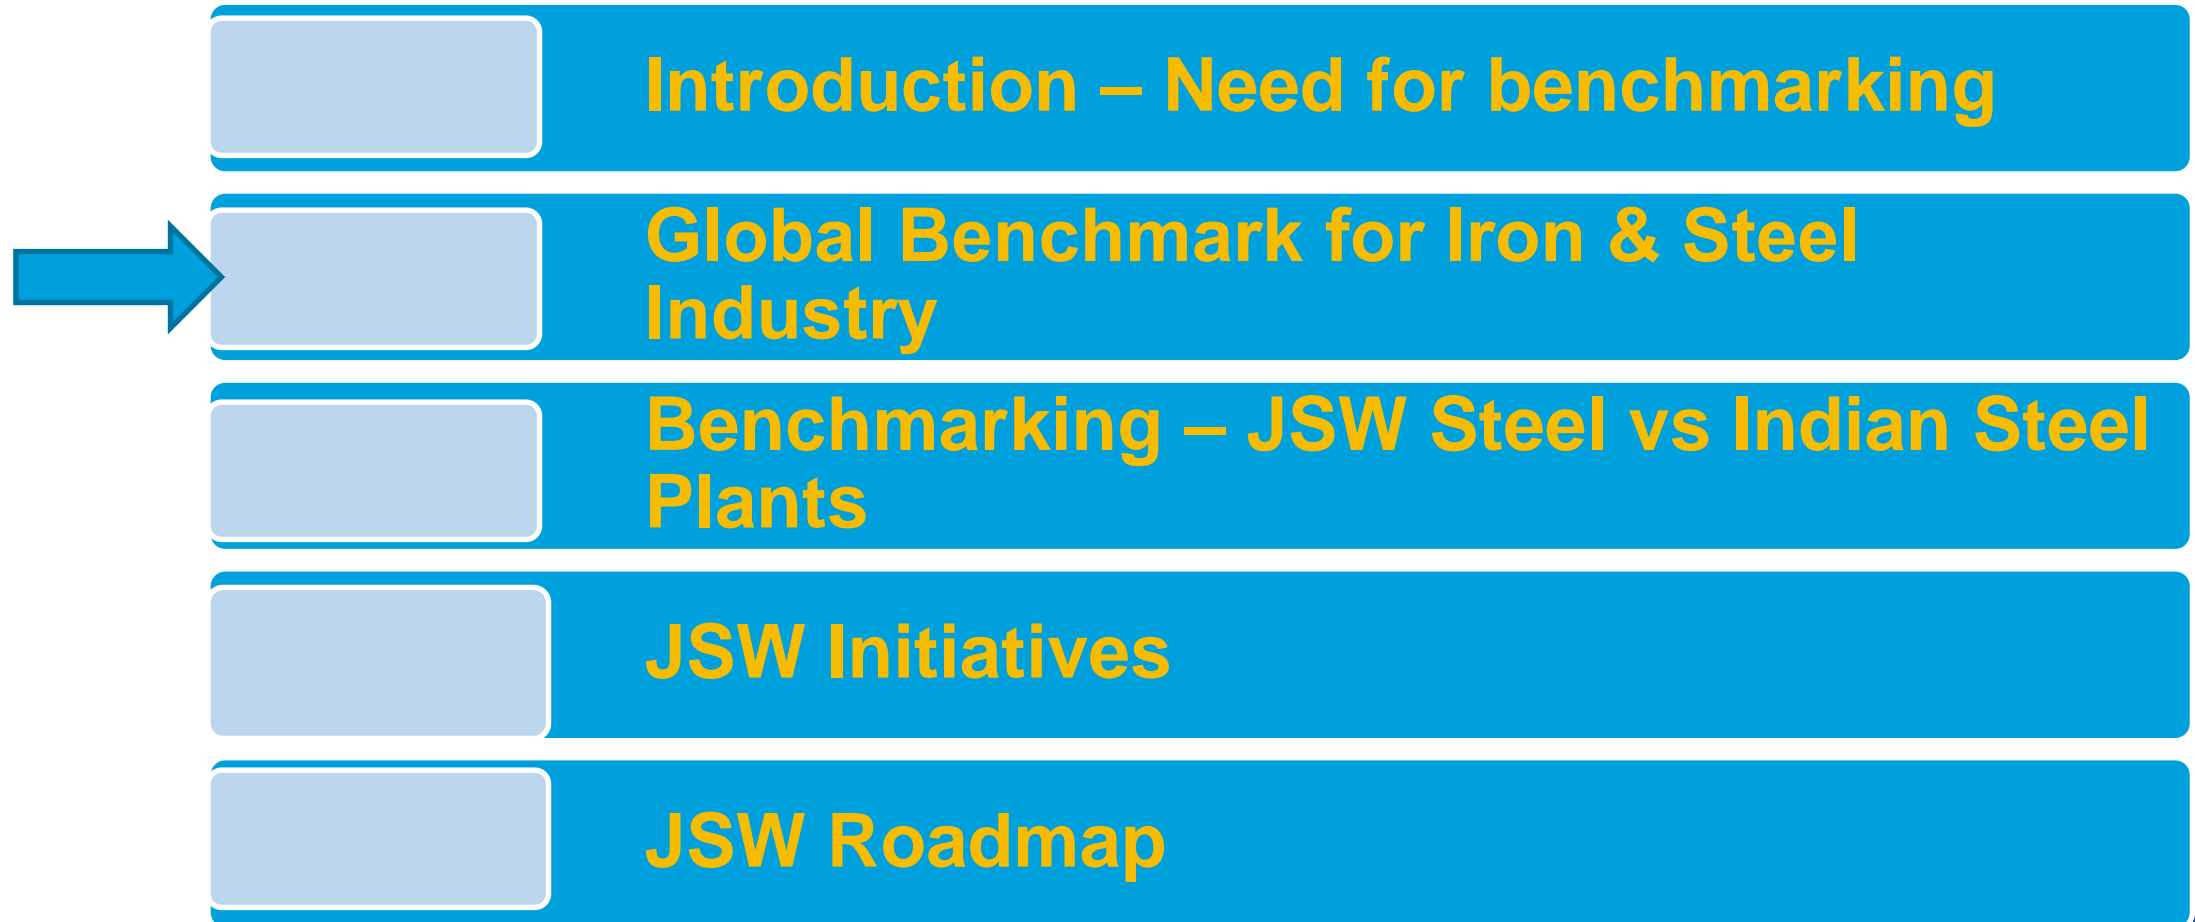 Introduction – Need for benchmarking
Global Benchmark for Iron & Steel
Industry
Benchmarking – JSW Steel vs Indian Steel
Plants
JSW Initiatives
JSW Roadmap